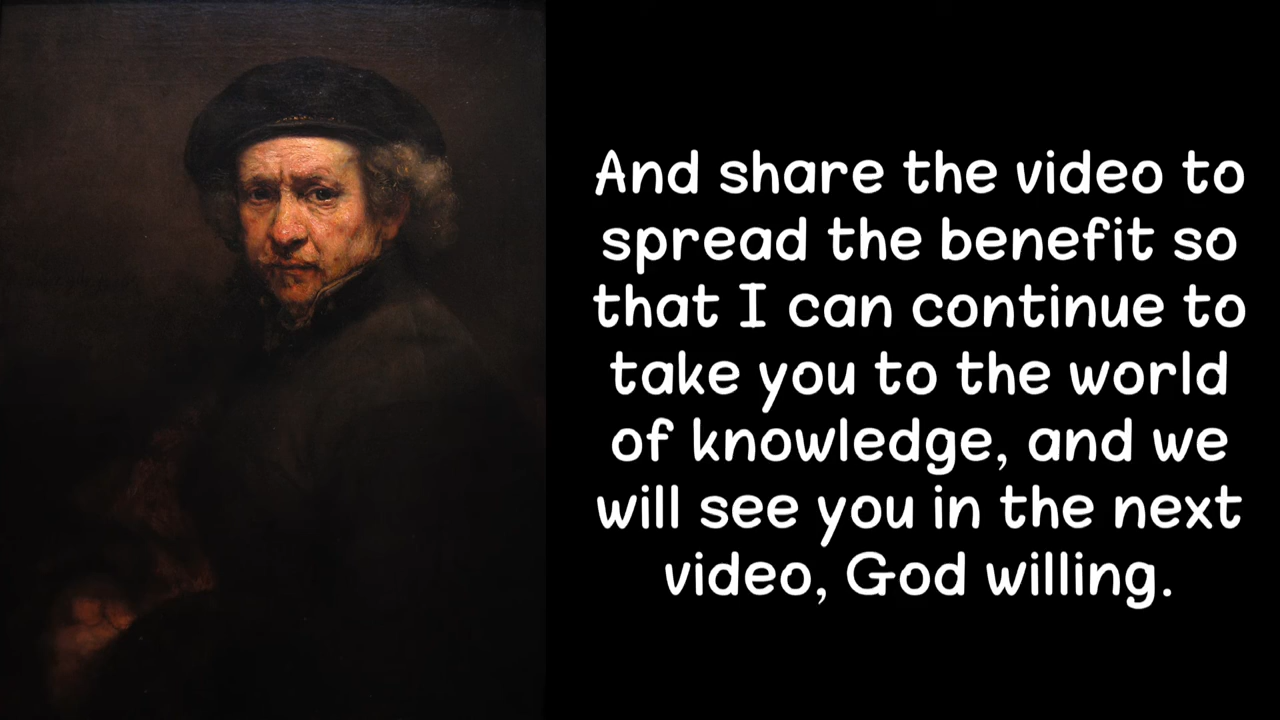 And share the video to
spread the benefit so
that I can continue to
take you to the world
of knowledge, and we
will see you in the next
video, God willing.